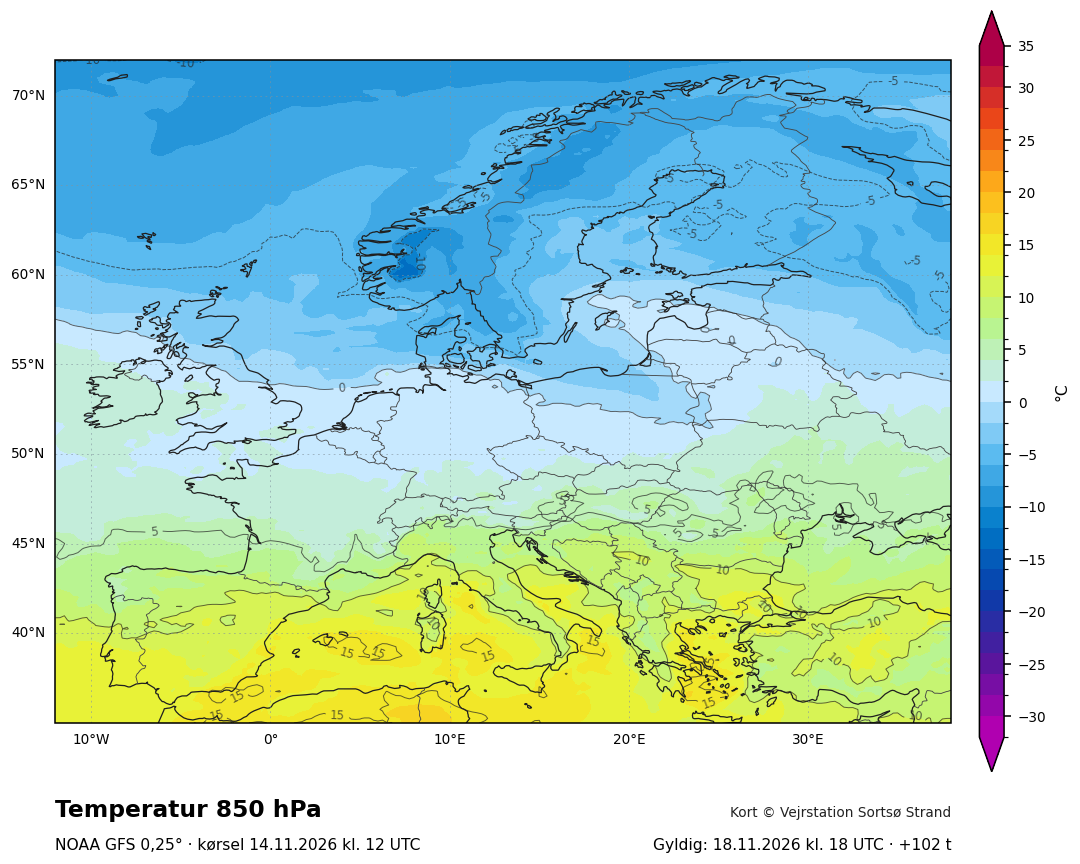 35
30
25
20
15
10
5
0
−5
−10
−15
−20
−25
−30
°C
70°N
65°N
60°N
55°N
50°N
45°N
40°N
10°W
0°
10°E
20°E
30°E
Temperatur 850 hPa
Kort © Vejrstation Sortsø Strand
NOAA GFS 0,25° · kørsel 14.11.2026 kl. 12 UTC
Gyldig: 18.11.2026 kl. 18 UTC · +102 t